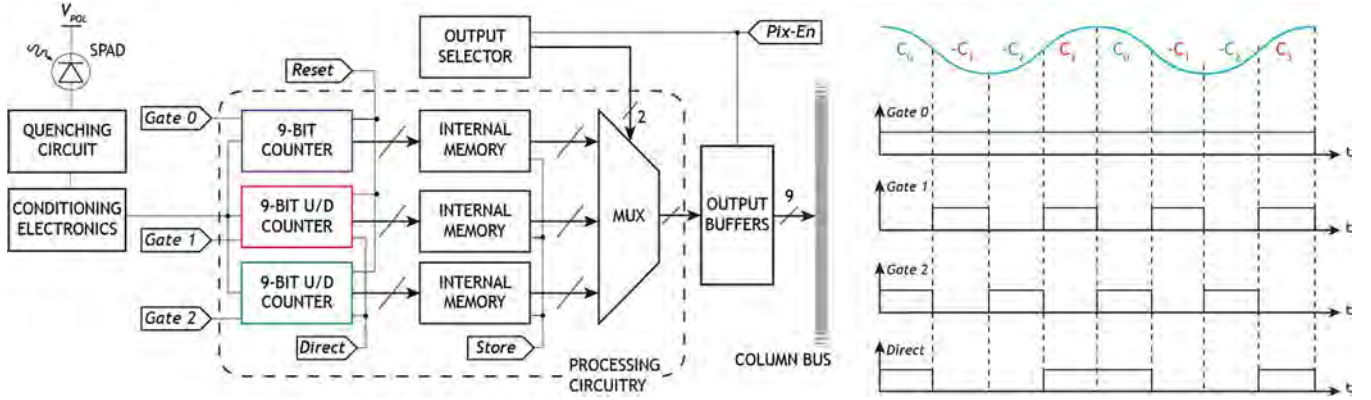 V_POL
SPAD
QUENCHING
CIRCUIT
CONDITIONING
ELECTRONICS
Gate 0
Gate 1
Gate 2
Reset
9-BIT
COUNTER
9-BIT U/D
COUNTER
9-BIT U/D
COUNTER
Direct
INTERNAL
MEMORY
INTERNAL
MEMORY
INTERNAL
MEMORY
Store
OUTPUT
SELECTOR
2
MUX
PROCESSING
CIRCUITRY
Pix-En
OUTPUT
BUFFERS
9
COLUMN BUS
C₀ -C₁ -C₂ C₃ C₀ -C₁ -C₂ C₃
Gate 0
t
Gate 1
t
Gate 2
t
Direct
t